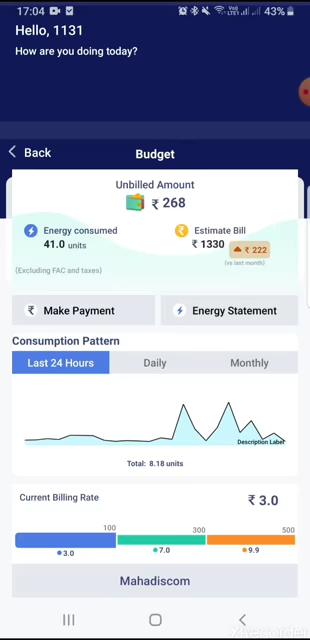 17:04 43%
Hello, 1131
How are you doing today?
Back
Budget
Unbilled Amount
₹ 268
Energy consumed
41.0 units
Estimate Bill
₹ 1330 ₹ 222
(vs last month)
(Excluding FAC and taxes)
₹ Make Payment
Energy Statement
Consumption Pattern
Last 24 Hours Daily Monthly
Description Label
Total: 8.18 units
Current Billing Rate ₹ 3.0
100 300 500
3.0 7.0 9.9
Mahadiscom